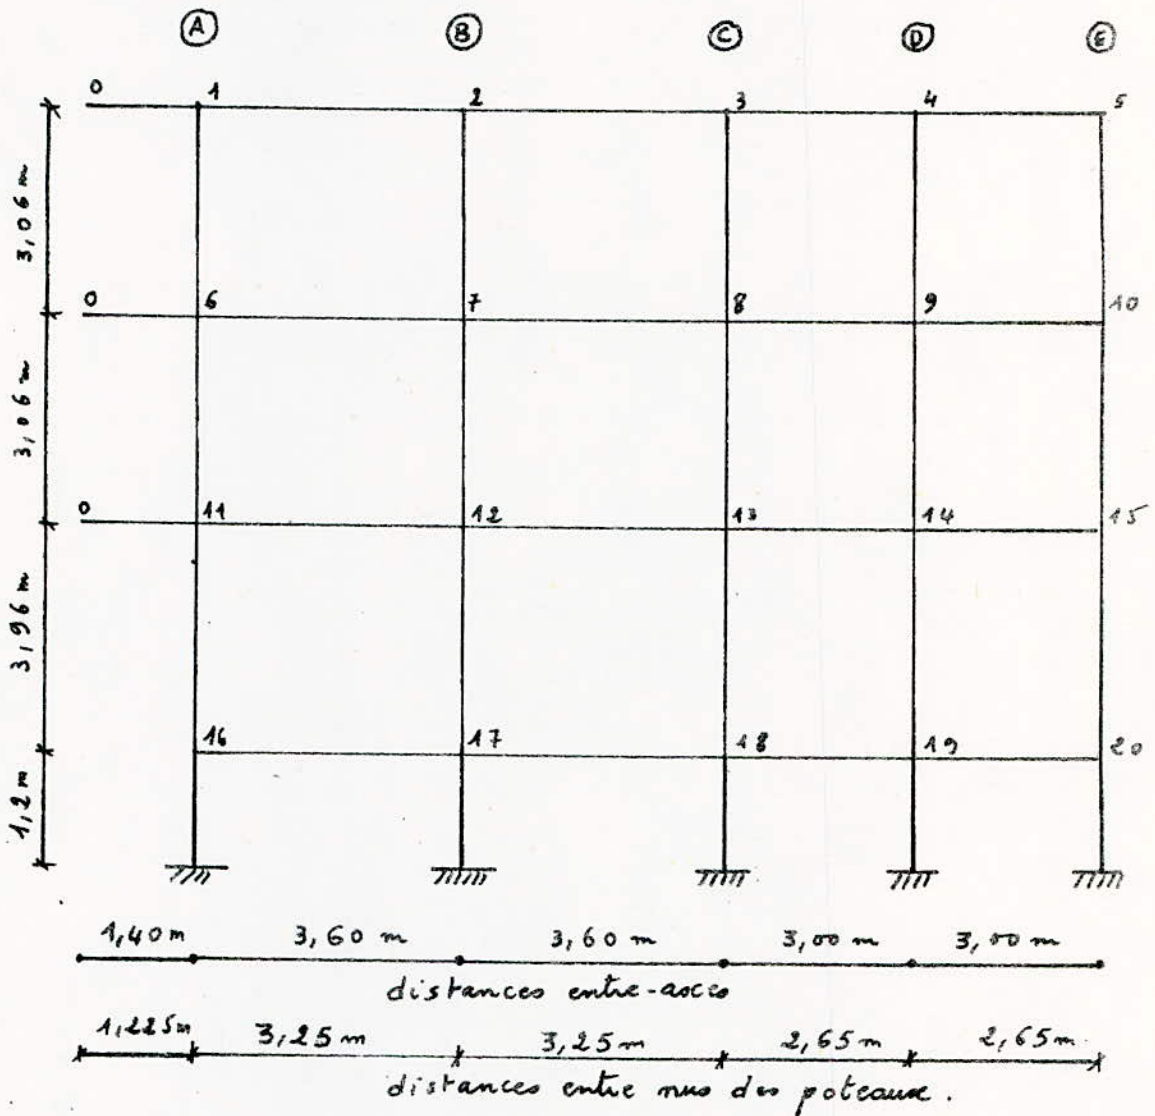 A B C D E
0 1 2 3 4 5
3,06 m
0 6 7 8 9 10
3,06 m
0 11 12 13 14 15
3,96 m
16 17 18 19 20
1,2 m
1,40 m 3,60 m 3,60 m 3,00 m 3,00 m
distances entre-axes
1,225 m 3,25 m 3,25 m 2,65 m 2,65 m
distances entre nus des poteaux.